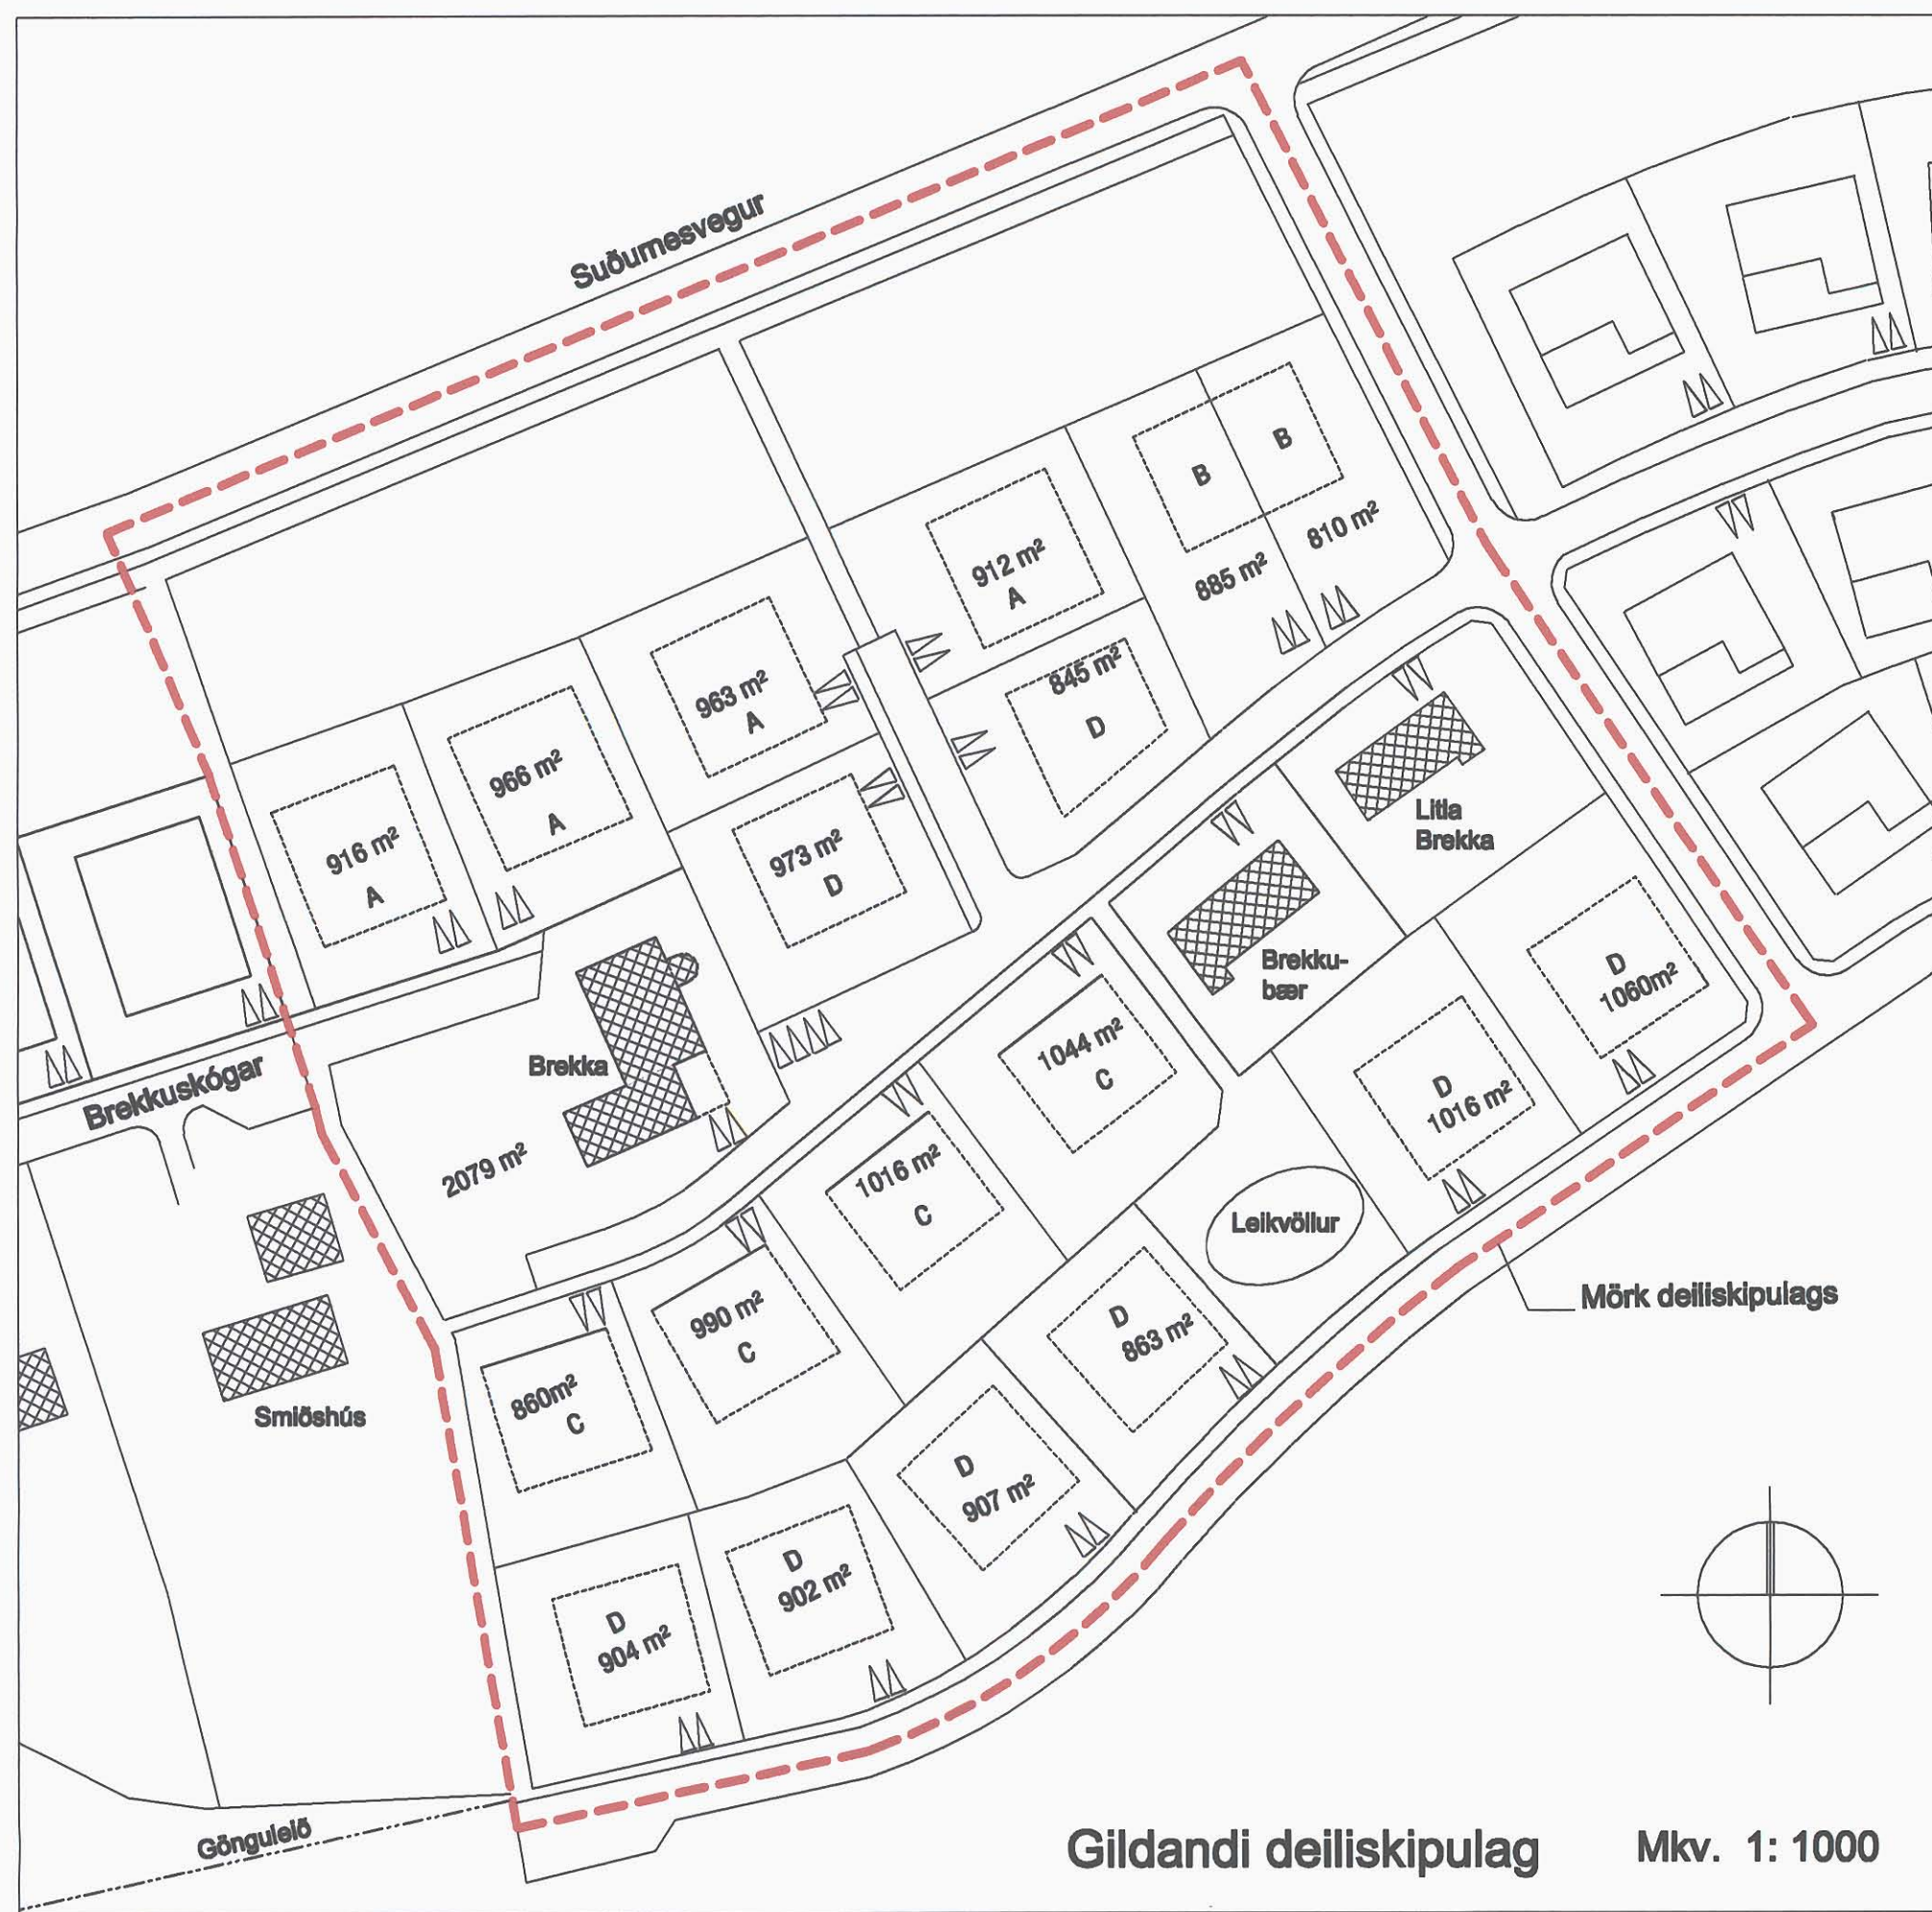 Suðurnesvegur
B
B
810 m²
885 m²
912 m²
A
845 m²
D
963 m²
A
966 m²
A
916 m²
A
973 m²
D
Litla
Brekka
Brekku-
bær
Brekka
2079 m²
Brekkuskógar
D
1060m²
D
1016 m²
1044 m²
C
1016 m²
C
Leikvöllur
990 m²
C
860m²
C
D
863 m²
D
907 m²
D
902 m²
D
904 m²
Mörk deiliskipulags
Smiðshús
Gönguleið
Gildandi deiliskipulag
Mkv. 1: 1000